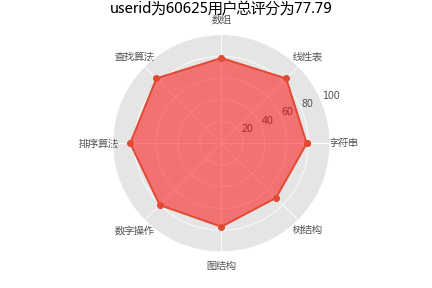 userid为60625用户总评分为77.79
数组
查找算法
线性表
100
80
60
40
20
排序算法
字符串
数字操作
树结构
图结构